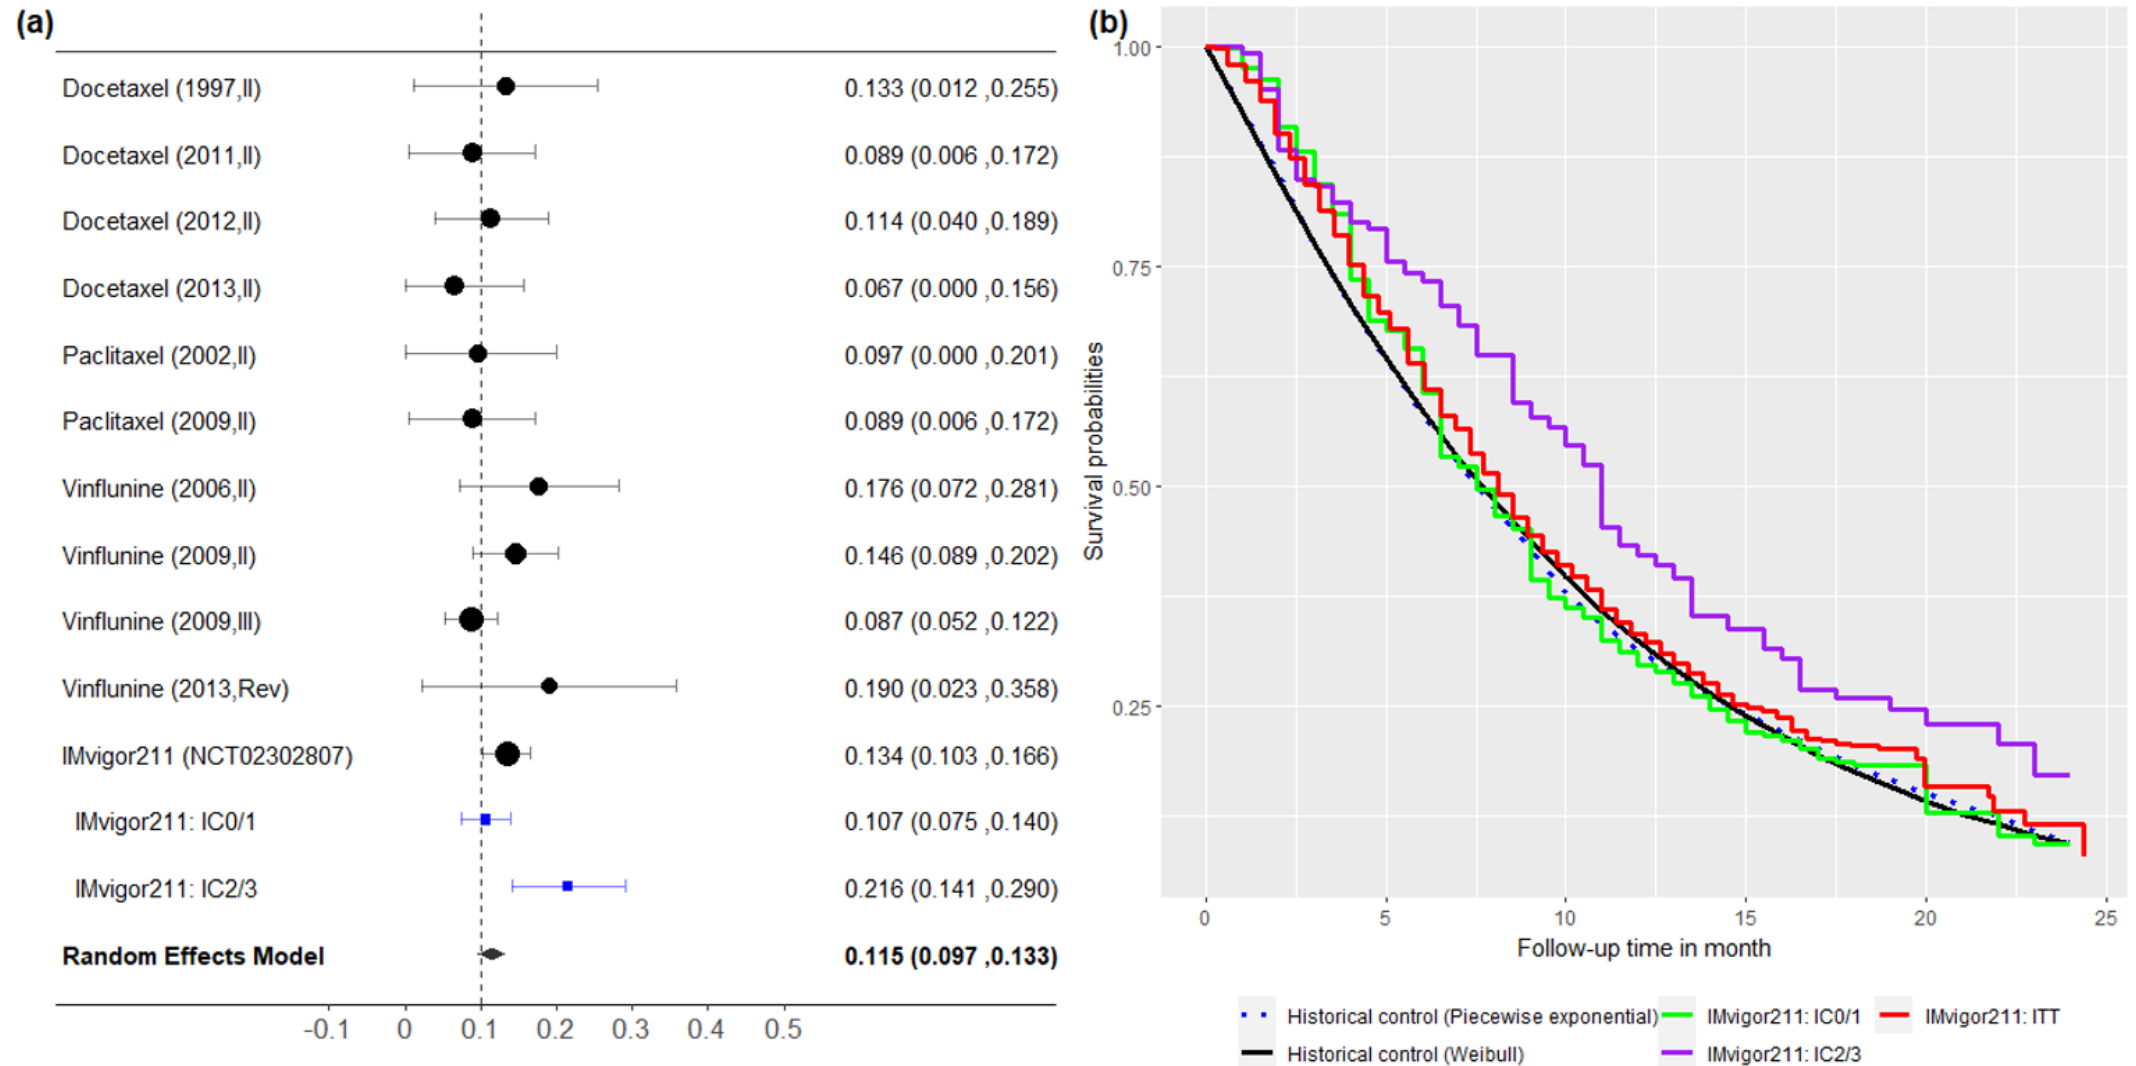 (a)
Docetaxel (1997,II) 0.133 (0.012 ,0.255)
Docetaxel (2011,II) 0.089 (0.006 ,0.172)
Docetaxel (2012,II) 0.114 (0.040 ,0.189)
Docetaxel (2013,II) 0.067 (0.000 ,0.156)
Paclitaxel (2002,II) 0.097 (0.000 ,0.201)
Paclitaxel (2009,II) 0.089 (0.006 ,0.172)
Vinflunine (2006,II) 0.176 (0.072 ,0.281)
Vinflunine (2009,II) 0.146 (0.089 ,0.202)
Vinflunine (2009,III) 0.087 (0.052 ,0.122)
Vinflunine (2013,Rev) 0.190 (0.023 ,0.358)
IMvigor211 (NCT02302807) 0.134 (0.103 ,0.166)
IMvigor211: IC0/1 0.107 (0.075 ,0.140)
IMvigor211: IC2/3 0.216 (0.141 ,0.290)
Random Effects Model 0.115 (0.097 ,0.133)
-0.1 0 0.1 0.2 0.3 0.4 0.5
(b)
1.00
0.75
0.50
0.25
Survival probabilities
0 5 10 15 20 25
Follow-up time in month
Historical control (Piecewise exponential) IMvigor211: IC0/1 IMvigor211: ITT
Historical control (Weibull) IMvigor211: IC2/3